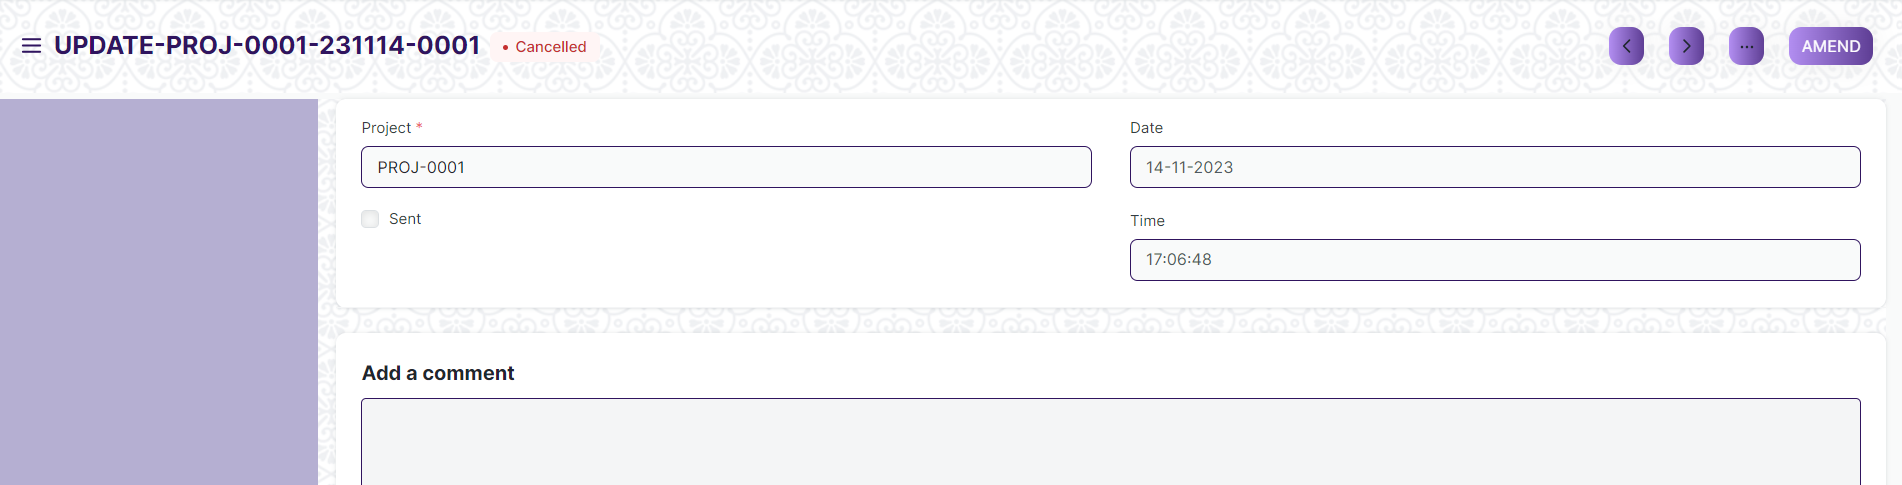 UPDATE-PROJ-0001-231114-0001
• Cancelled
AMEND
Project *
PROJ-0001
Date
14-11-2023
Sent
Time
17:06:48
Add a comment